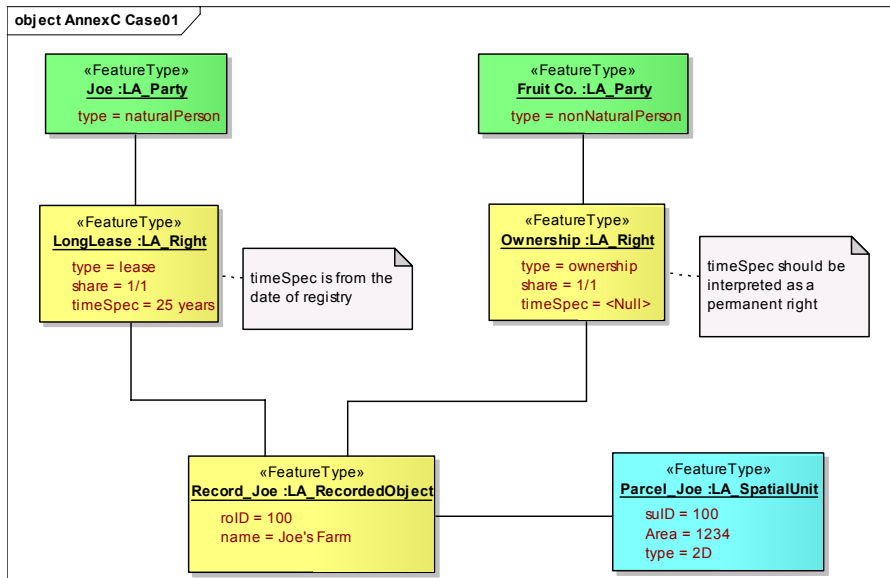 object AnnexC Case01
«FeatureType»
Joe :LA_Party
type = naturalPerson
«FeatureType»
Fruit Co. :LA_Party
type = nonNaturalPerson
«FeatureType»
LongLease :LA_Right
type = lease
share = 1/1
timeSpec = 25 years
timeSpec is from the
date of registry
«FeatureType»
Ownership :LA_Right
type = ownership
share = 1/1
timeSpec = <Null>
timeSpec should be
interpreted as a
permanent right
«FeatureType»
Record_Joe :LA_RecordedObject
roID = 100
name = Joe's Farm
«FeatureType»
Parcel_Joe :LA_SpatialUnit
suID = 100
Area = 1234
type = 2D